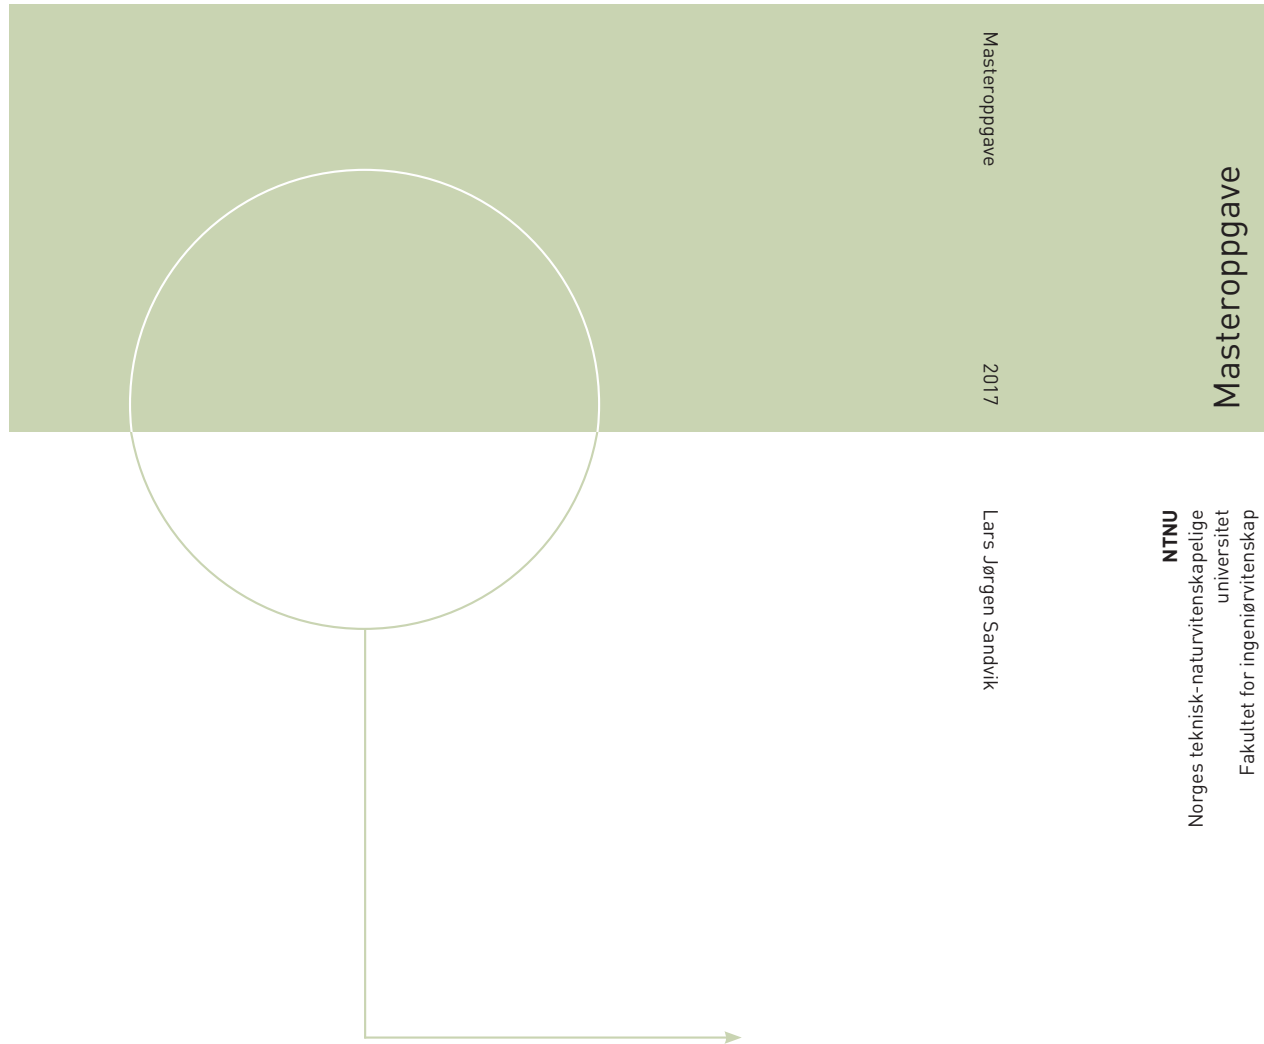 Masteroppgave
2017
Lars Jørgen Sandvik
Masteroppgave
NTNU
Norges teknisk-naturvitenskapelige
universitet
Fakultet for ingeniørvitenskap